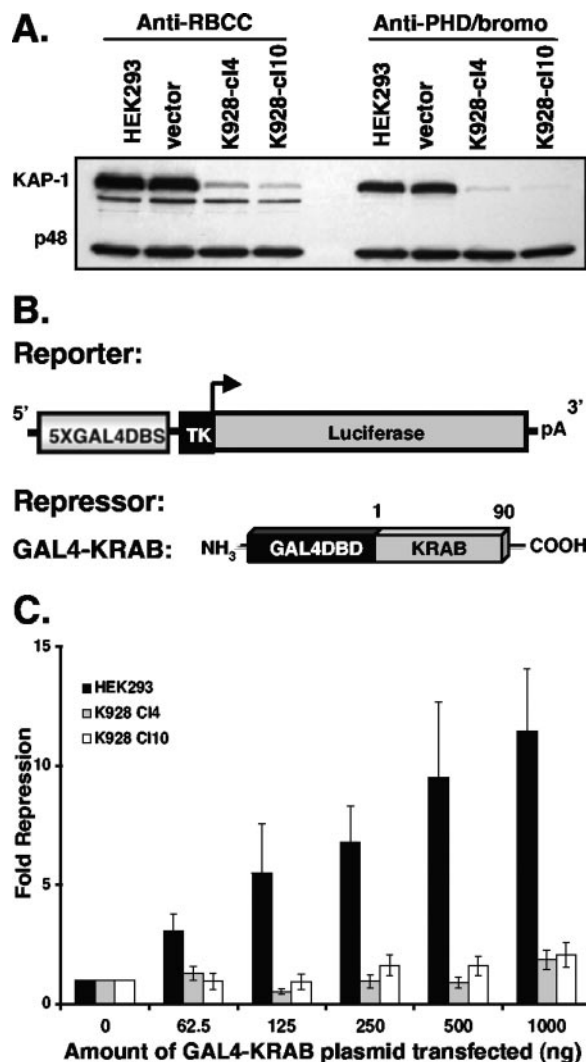 A.
Anti-RBCC
Anti-PHD/bromo
HEK293
vector
K928-cl4
K928-cl10
HEK293
vector
K928-cl4
K928-cl10
KAP-1
p48
B.
Reporter:
5'
5XGAL4DBS
TK
Luciferase
pA
3'
Repressor:
1
90
GAL4-KRAB:
NH3
GAL4DBD
KRAB
COOH
C.
15
10
5
0
Fold Repression
HEK293
K928 Cl4
K928 Cl10
0
62.5
125
250
500
1000
Amount of GAL4-KRAB plasmid transfected (ng)